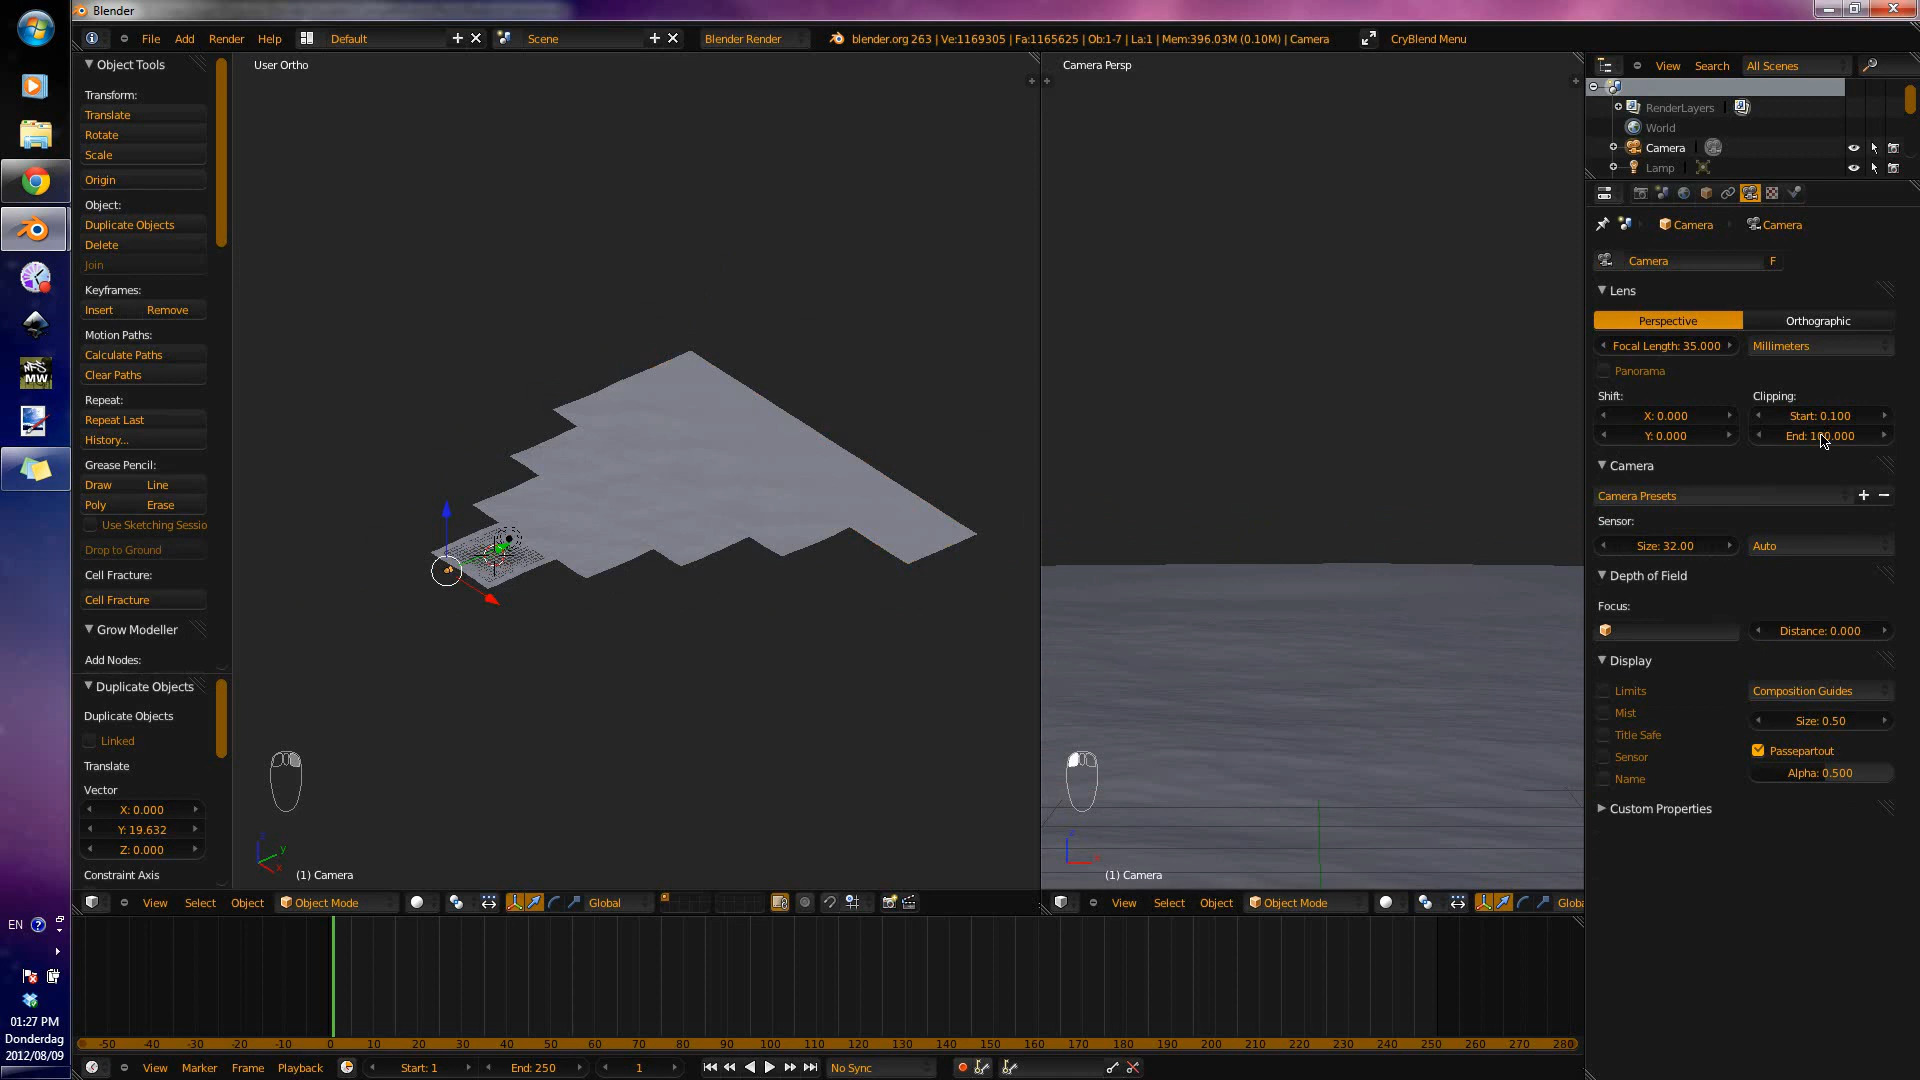 Blender
File Add Render Help
Default
Scene
Blender Render
blender.org 263 | Ve:1169305 | Fa:1165625 | Ob:1-7 | La:1 | Mem:396.03M (0.10M) | Camera
CryBlend Menu
Object Tools
Transform:
Translate
Rotate
Scale
Origin
Object:
Duplicate Objects
Delete
Join
Keyframes:
Insert Remove
Motion Paths:
Calculate Paths
Clear Paths
Repeat:
Repeat Last
History...
Grease Pencil:
Draw Line
Poly Erase
Use Sketching Sessio
Drop to Ground
Cell Fracture:
Cell Fracture
Grow Modeller
Add Nodes:
Duplicate Objects
Duplicate Objects
Linked
Translate
Vector
X: 0.000
Y: 19.632
Z: 0.000
Constraint Axis
User Ortho
(1) Camera
View Select Object Object Mode Global
Camera Persp
(1) Camera
View Select Object Object Mode Globa
View Search All Scenes
RenderLayers
World
Camera
Lamp
Camera Camera
Camera F
Lens
Perspective Orthographic
Focal Length: 35.000 Millimeters
Panorama
Shift: Clipping:
X: 0.000 Start: 0.100
Y: 0.000 End: 100.000
Camera
Camera Presets
Sensor:
Size: 32.00 Auto
Depth of Field
Focus:
Distance: 0.000
Display
Limits Composition Guides
Mist Size: 0.50
Title Safe
Sensor Passepartout
Name Alpha: 0.500
Custom Properties
-50 -40 -30 -20 -10 0 10 20 30 40 50 60 70 80 90 100 110 120 130 140 150 160 170 180 190 200 210 220 230 240 250 260 270 280
View Marker Frame Playback Start: 1 End: 250 1 No Sync
NFS
MW
EN
01:27 PM
Donderdag
2012/08/09